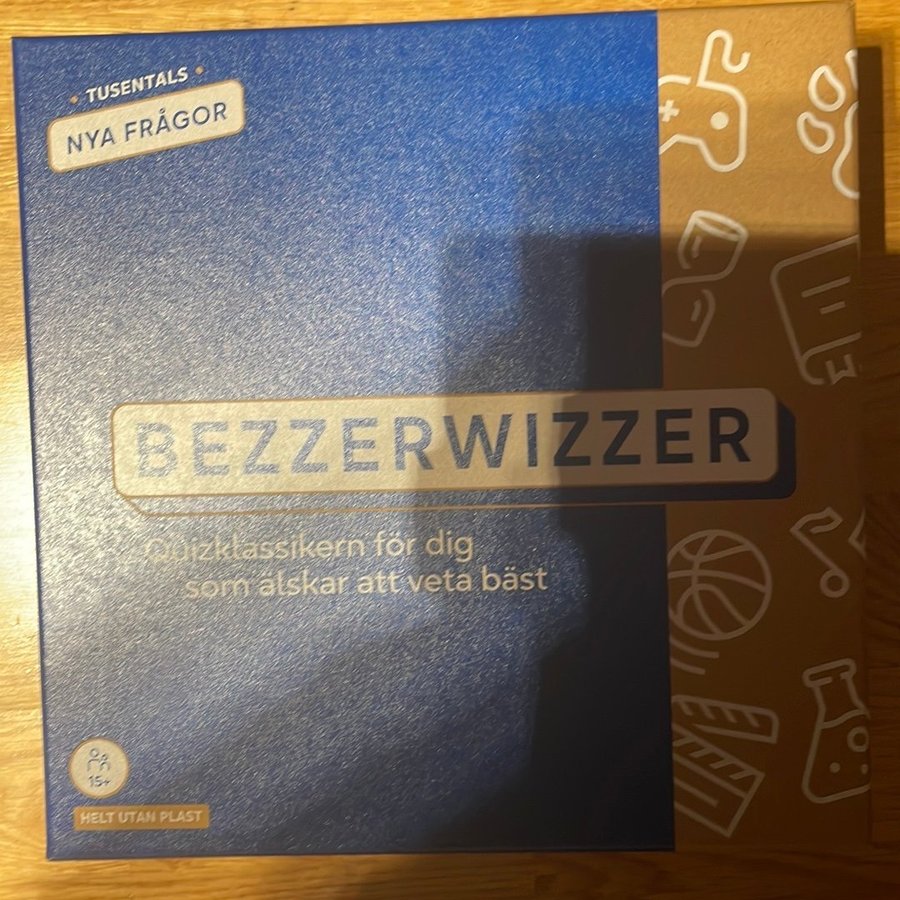 TUSENTALS
NYA FRÅGOR
BEZZERWIZZER
Quizklassikern för dig
som älskar att veta bäst
15+
HELT UTAN PLAST